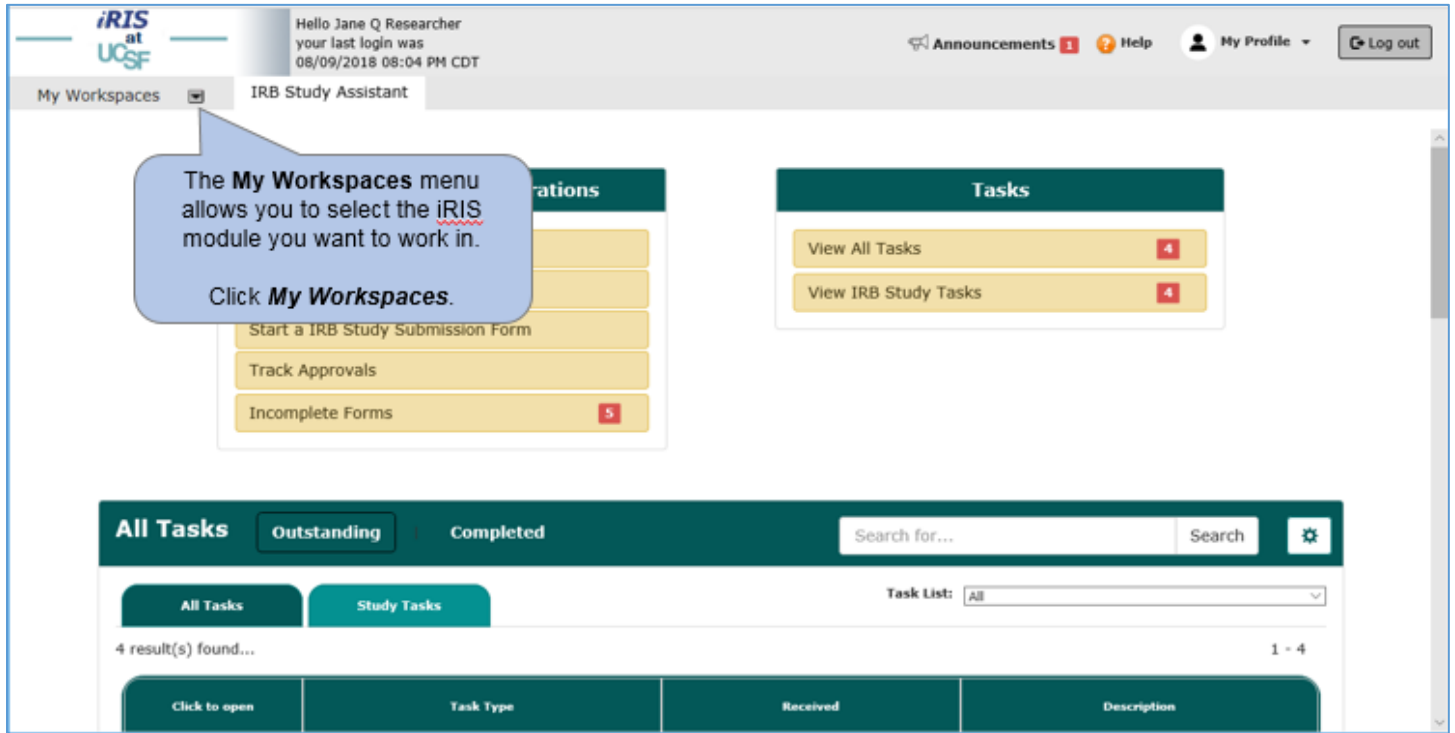 iRIS
at
UCSF
Hello Jane Q Researcher
your last login was
08/09/2018 08:04 PM CDT
Announcements 1
Help
My Profile
Log out
My Workspaces
IRB Study Assistant
The My Workspaces menu
allows you to select the iRIS
module you want to work in.
Click My Workspaces.
rations
Start a IRB Study Submission Form
Track Approvals
Incomplete Forms 5
Tasks
View All Tasks 4
View IRB Study Tasks 4
All Tasks
Outstanding | Completed
Search for...
Search
All Tasks
Study Tasks
Task List: All
4 result(s) found...
1 - 4
Click to open
Task Type
Received
Description